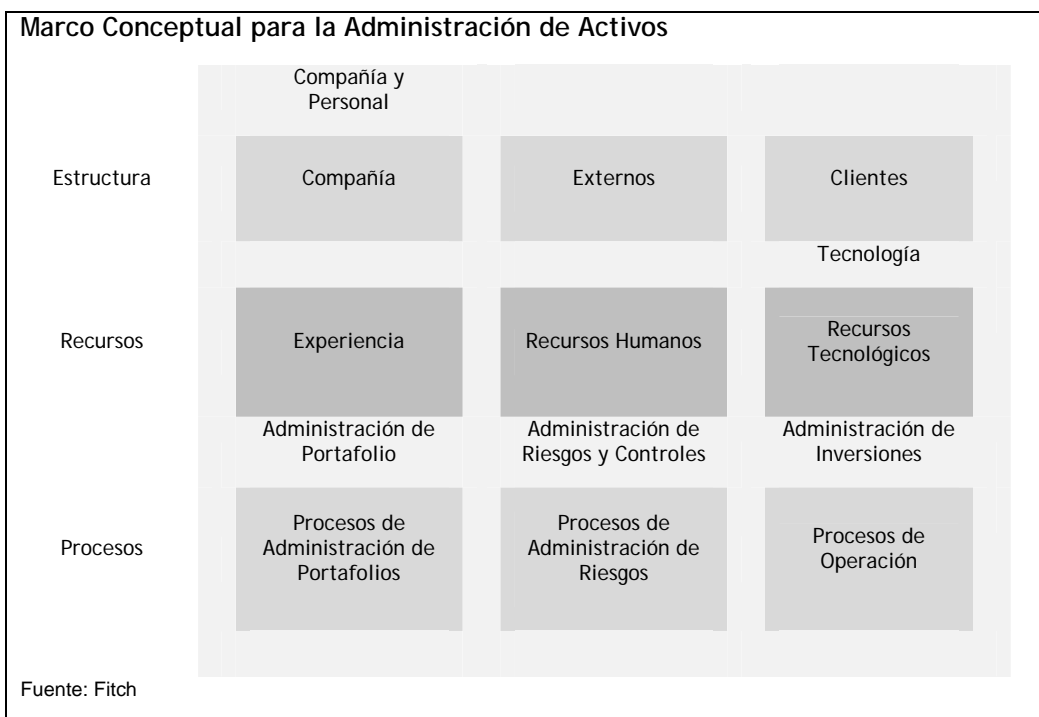 Marco Conceptual para la Administración de Activos
Compañía y
Personal
Estructura
Compañía
Externos
Clientes
Tecnología
Recursos
Experiencia
Recursos Humanos
Recursos
Tecnológicos
Administración de
Portafolio
Administración de
Riesgos y Controles
Administración de
Inversiones
Procesos
Procesos de
Administración de
Portafolios
Procesos de
Administración de
Riesgos
Procesos de
Operación
Fuente: Fitch